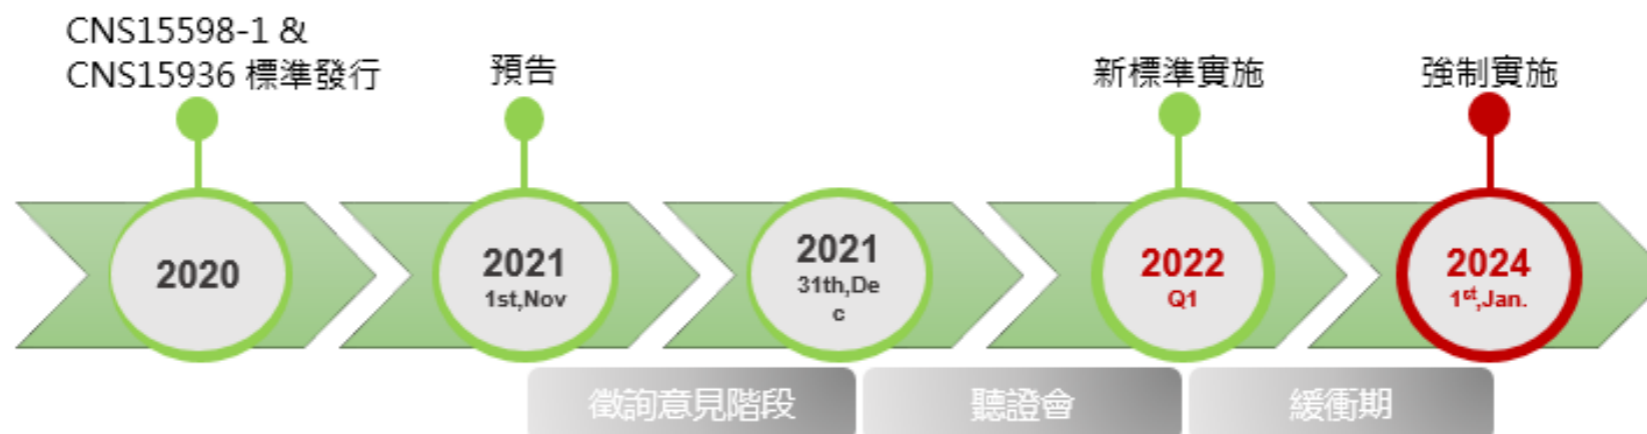 CNS15598-1 &
CNS15936 標準發行
預告
新標準實施
強制實施
2020
2021
1st,Nov
2021
31th,De
c
2022
Q1
2024
1st,Jan.
徵詢意見階段
聽證會
緩衝期